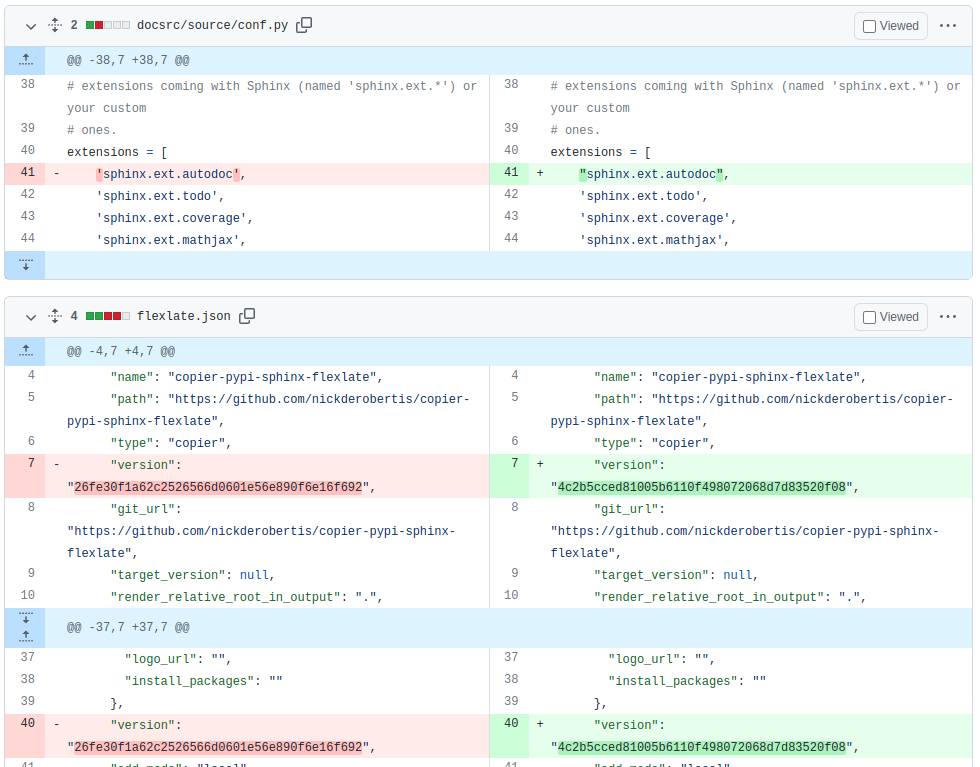 2 docsrc/source/conf.py Viewed
@@ -38,7 +38,7 @@
38 # extensions coming with Sphinx (named 'sphinx.ext.*') or
your custom
39 # ones.
40 extensions = [
41 - 'sphinx.ext.autodoc',
42 'sphinx.ext.todo',
43 'sphinx.ext.coverage',
44 'sphinx.ext.mathjax',
38 # extensions coming with Sphinx (named 'sphinx.ext.*') or
your custom
39 # ones.
40 extensions = [
41 + "sphinx.ext.autodoc",
42 'sphinx.ext.todo',
43 'sphinx.ext.coverage',
44 'sphinx.ext.mathjax',
4 flexlate.json Viewed
@@ -4,7 +4,7 @@
4 "name": "copier-pypi-sphinx-flexlate",
5 "path": "https://github.com/nickderobertis/copier-
pypi-sphinx-flexlate",
6 "type": "copier",
7 - "version":
"26fe30f1a62c2526566d0601e56e890f6e16f692",
8 "git_url":
"https://github.com/nickderobertis/copier-pypi-sphinx-
flexlate",
9 "target_version": null,
10 "render_relative_root_in_output": ".",
4 "name": "copier-pypi-sphinx-flexlate",
5 "path": "https://github.com/nickderobertis/copier-
pypi-sphinx-flexlate",
6 "type": "copier",
7 + "version":
"4c2b5cced81005b6110f498072068d7d83520f08",
8 "git_url":
"https://github.com/nickderobertis/copier-pypi-sphinx-
flexlate",
9 "target_version": null,
10 "render_relative_root_in_output": ".",
@@ -37,7 +37,7 @@
37 "logo_url": "",
38 "install_packages": ""
39 },
40 - "version":
"26fe30f1a62c2526566d0601e56e890f6e16f692",
41 "add_mode": "local",
37 "logo_url": "",
38 "install_packages": ""
39 },
40 + "version":
"4c2b5cced81005b6110f498072068d7d83520f08",
41 "add_mode": "local",